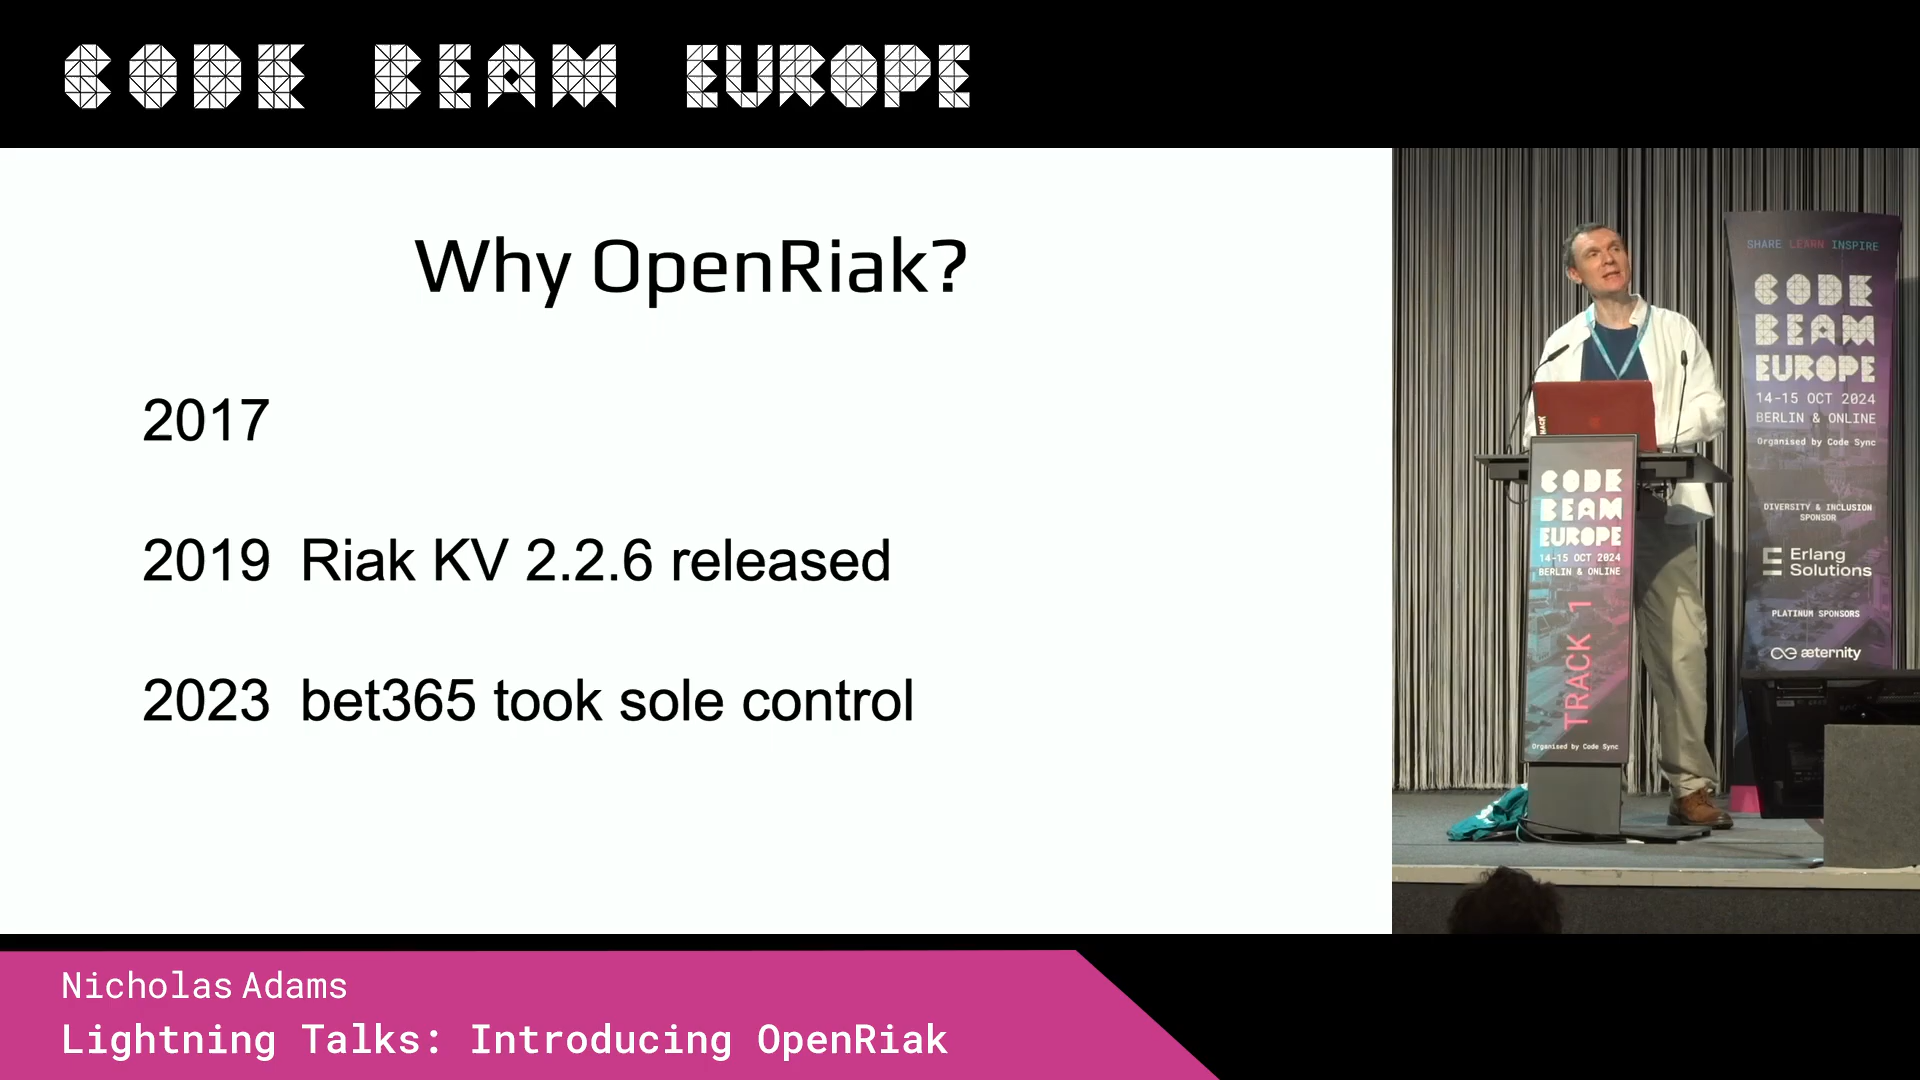 CODE BEAM EUROPE
Why OpenRiak?
2017
2019 Riak KV 2.2.6 released
2023 bet365 took sole control
SHARE LEARN INSPIRE
CODE
BEAM
EUROPE
14-15 OCT 2024
BERLIN & ONLINE
Organised by Code Sync
DIVERSITY & INCLUSION
SPONSOR
Erlang
Solutions
PLATINUM SPONSORS
æternity
HACK
CODE
BEAM
EUROPE
14-15 OCT 2024
BERLIN & ONLINE
TRACK 1
Organised by Code Sync
Nicholas Adams
Lightning Talks: Introducing OpenRiak